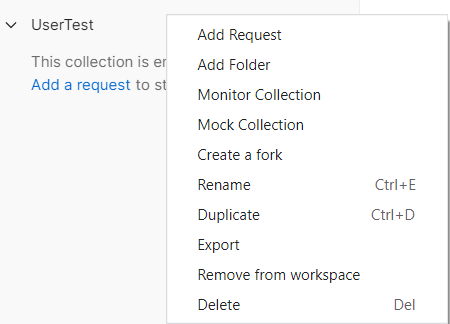 UserTest
This collection is
Add a request to
Add Request
Add Folder
Monitor Collection
Mock Collection
Create a fork
Rename Ctrl+E
Duplicate Ctrl+D
Export
Remove from workspace
Delete Del